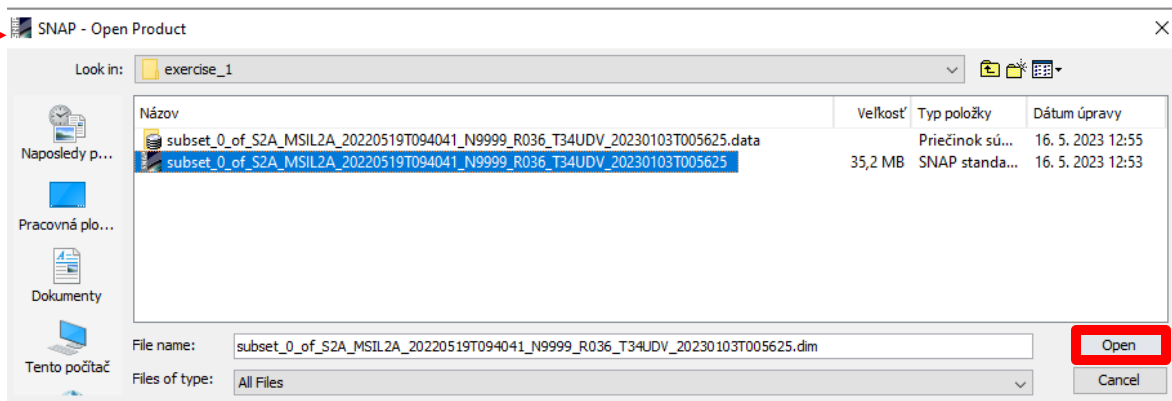 SNAP - Open Product
Look in: exercise_1
Názov Veľkosť Typ položky Dátum úpravy
subset_0_of_S2A_MSIL2A_20220519T094041_N9999_R036_T34UDV_20230103T005625.data Priečinok sú... 16. 5. 2023 12:55
subset_0_of_S2A_MSIL2A_20220519T094041_N9999_R036_T34UDV_20230103T005625 35,2 MB SNAP standa... 16. 5. 2023 12:53
Naposledy p...
Pracovná plo...
Dokumenty
Tento počítač
File name: subset_0_of_S2A_MSIL2A_20220519T094041_N9999_R036_T34UDV_20230103T005625.dim Open
Files of type: All Files Cancel